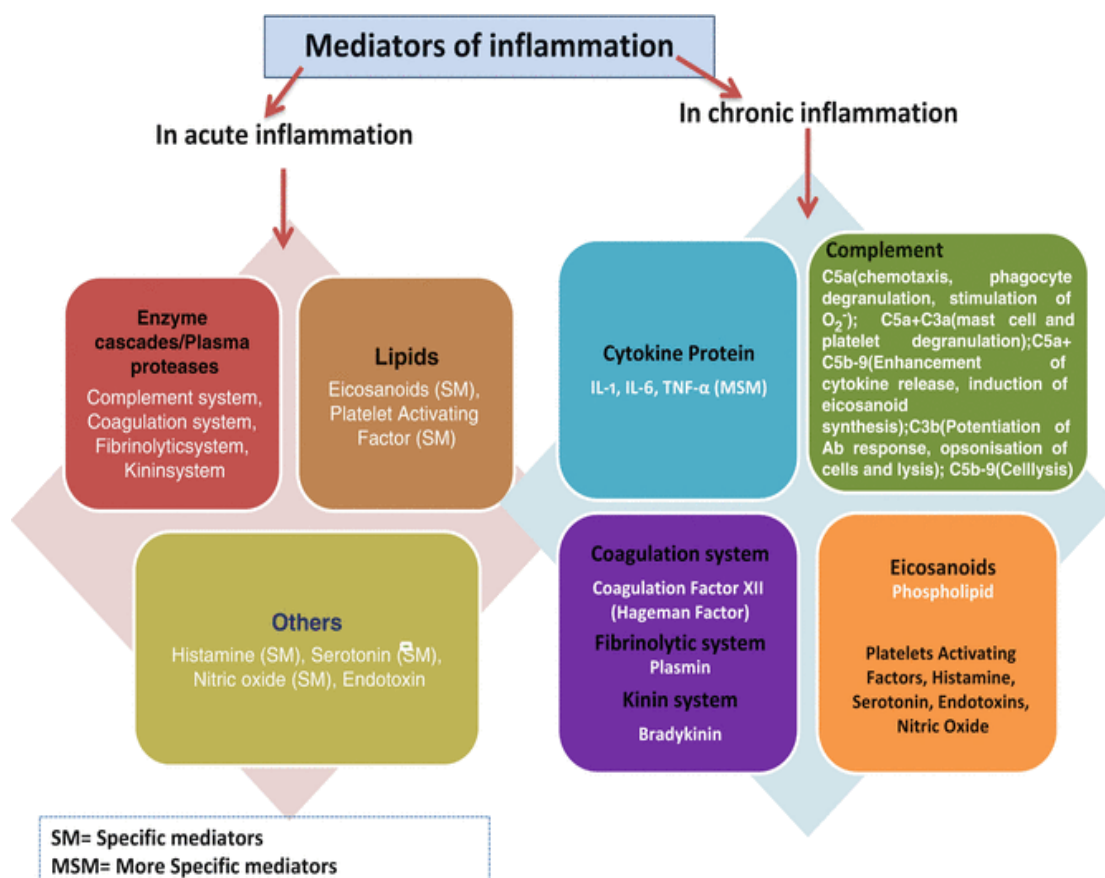 Mediators of inflammation
In acute inflammation
In chronic inflammation
Enzyme
cascades/Plasma
proteases
Complement system,
Coagulation system,
Fibrinolyticsystem,
Kininsystem
Lipids
Eicosanoids (SM),
Platelet Activating
Factor (SM)
Others
Histamine (SM), Serotonin (SM),
Nitric oxide (SM), Endotoxin
Cytokine Protein
IL-1, IL-6, TNF-α (MSM)
Complement
C5a(chemotaxis, phagocyte
degranulation, stimulation of
O₂⁻); C5a+C3a(mast cell and
platelet degranulation);C5a+
C5b-9(Enhancement of
cytokine release, induction of
eicosanoid
synthesis);C3b(Potentiation of
Ab response, opsonisation of
cells and lysis); C5b-9(Celllysis)
Coagulation system
Coagulation Factor XII
(Hageman Factor)
Fibrinolytic system
Plasmin
Kinin system
Bradykinin
Eicosanoids
Phospholipid
Platelets Activating
Factors, Histamine,
Serotonin, Endotoxins,
Nitric Oxide
SM= Specific mediators
MSM= More Specific mediators